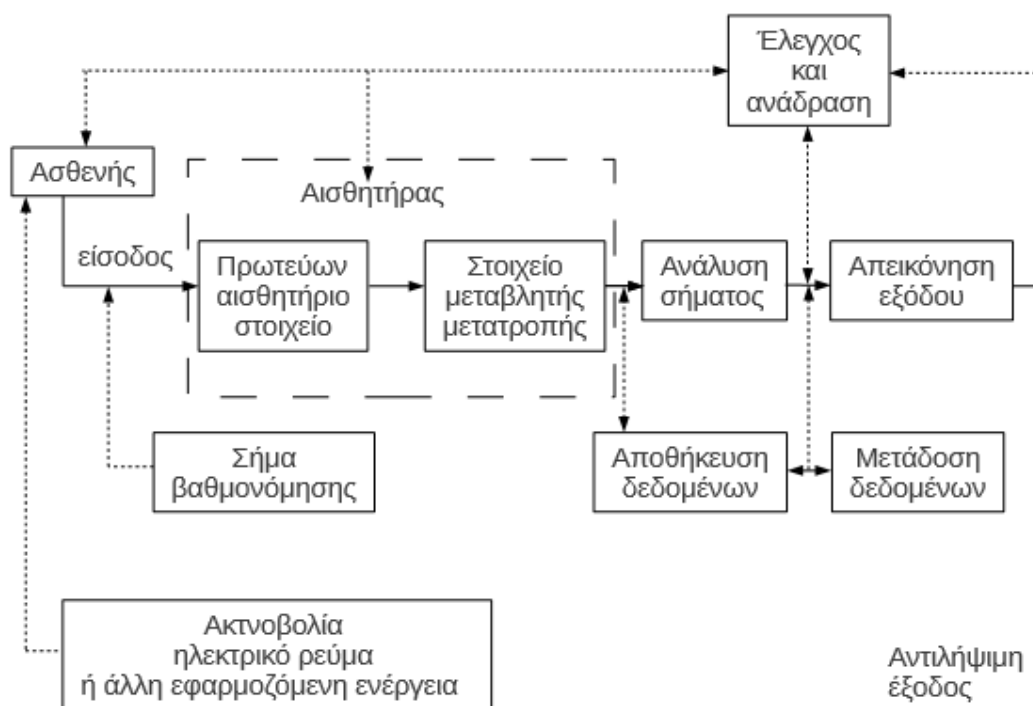 Έλεγχος
και
ανάδραση
Ασθενής
Αισθητήρας
είσοδος
Πρωτεύων
αισθητήριο
στοιχείο
Στοιχείο
μεταβλητής
μετατροπής
Ανάλυση
σήματος
Απεικόνηση
εξόδου
Σήμα
βαθμονόμησης
Αποθήκευση
δεδομένων
Μετάδοση
δεδομένων
Ακτνοβολία
ηλεκτρικό ρεύμα
ή άλλη εφαρμοζόμενη ενέργεια
Αντιλήψιμη
έξοδος